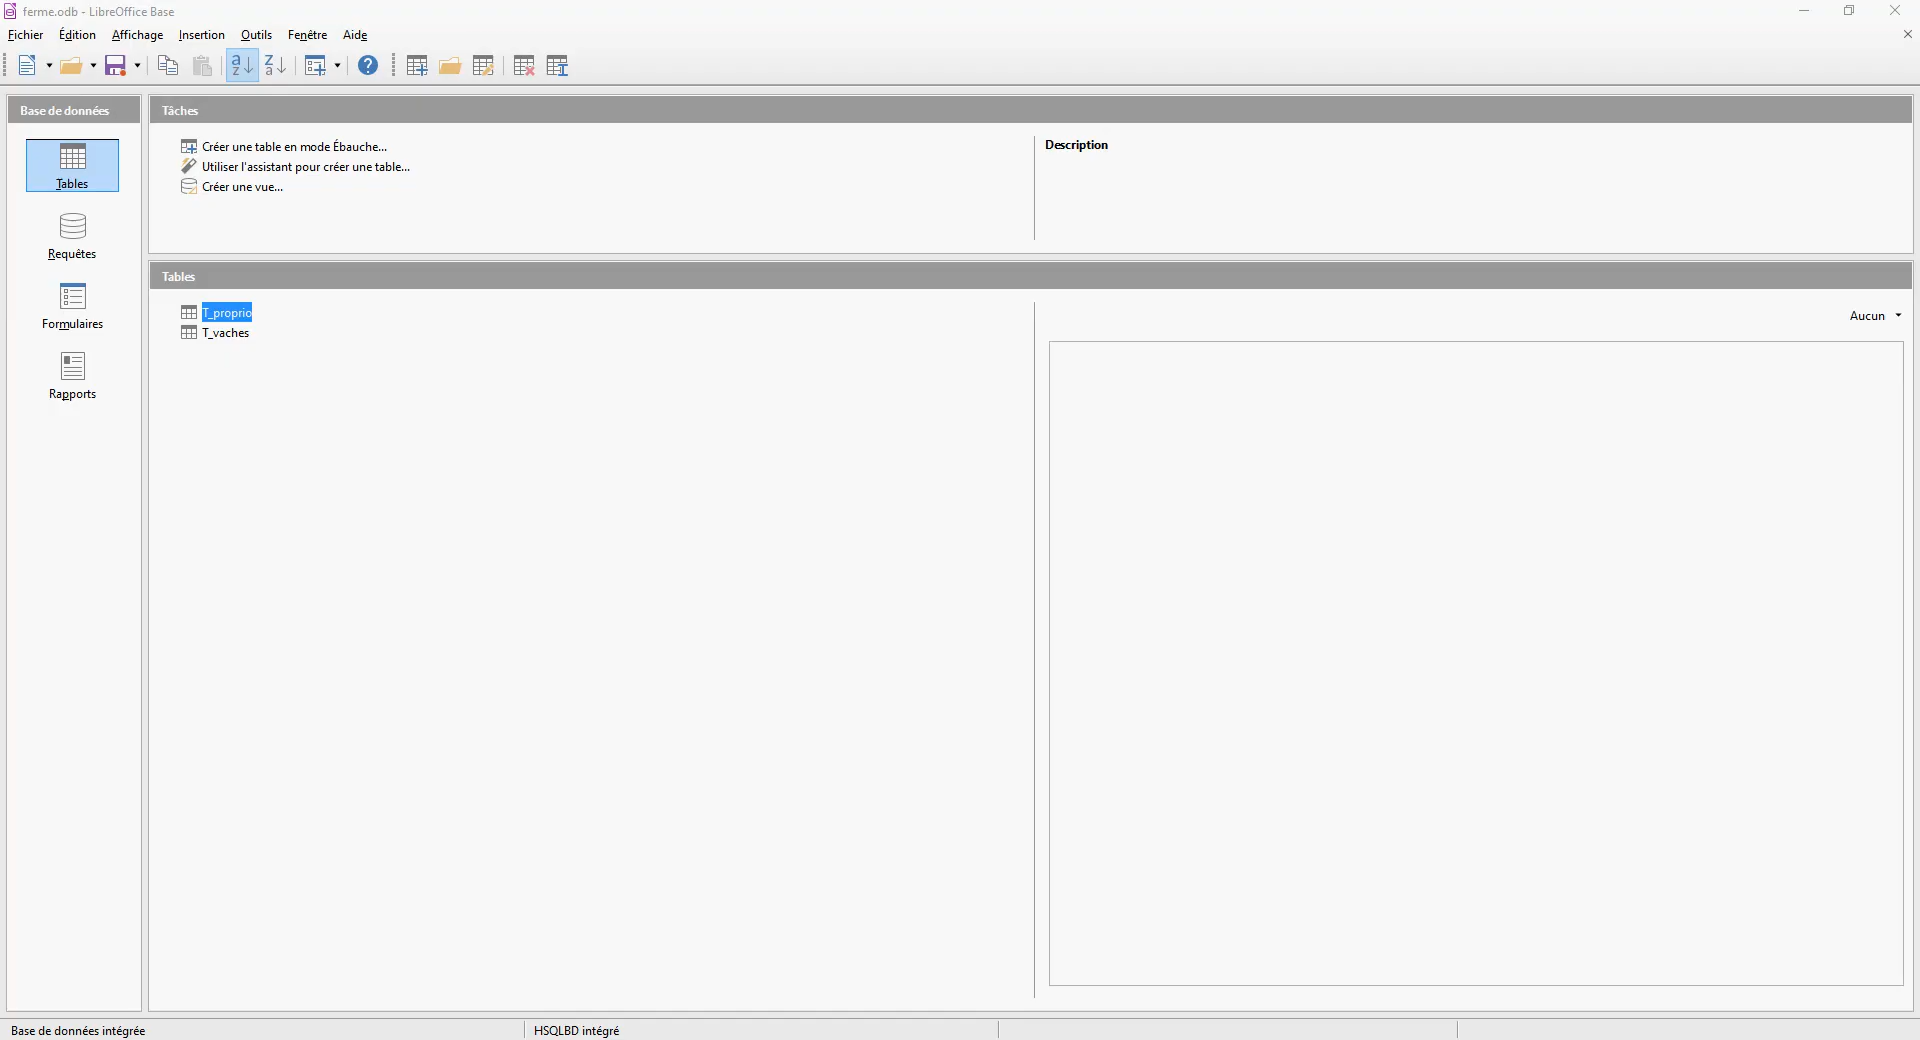 ferme.odb - LibreOffice Base
Fichier Édition Affichage Insertion Outils Fenêtre Aide
Base de données
Tables
Requêtes
Formulaires
Rapports
Tâches
Créer une table en mode Ébauche...
Utiliser l'assistant pour créer une table...
Créer une vue...
Description
Tables
T_proprio
T_vaches
Aucun
Base de données intégrée
HSQLBD intégré